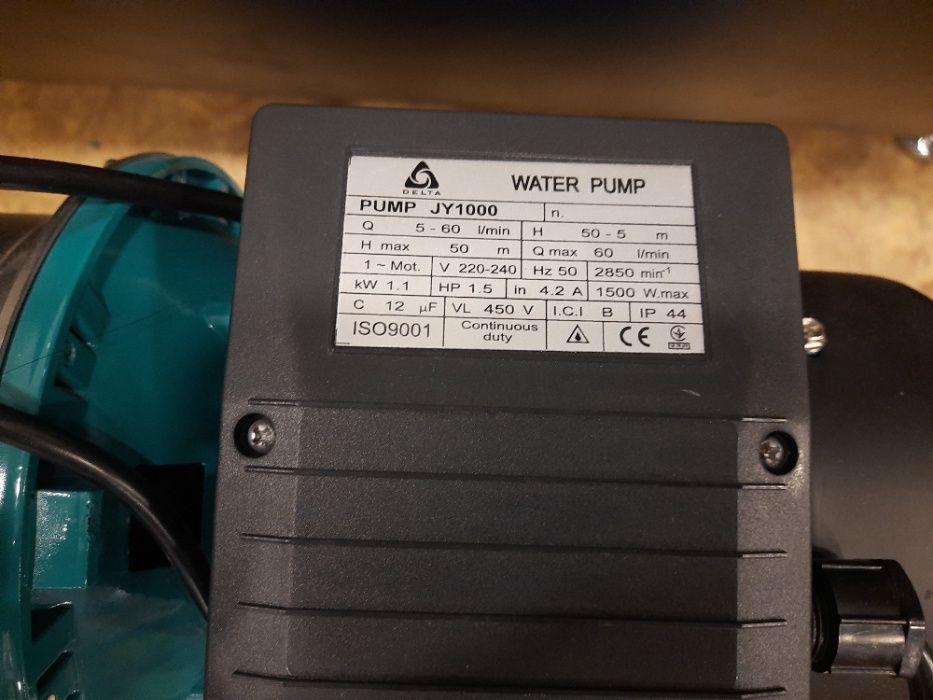 DELTA
WATER PUMP
PUMP JY1000 n.
Q 5 - 60 l/min H 50 - 5 m
H max 50 m Q max 60 l/min
1 ~ Mot. V 220-240 Hz 50 2850 min-1
kW 1.1 HP 1.5 in 4.2 A 1500 W.max
C 12 µF VL 450 V I.C.I B IP 44
ISO9001 Continuous duty CE